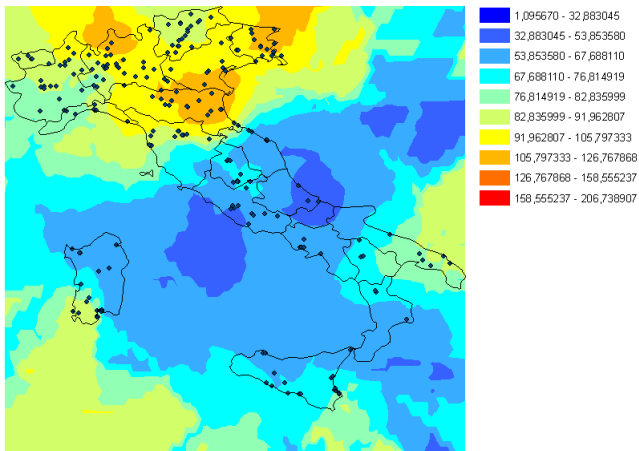 1,095670 - 32,883045
32,883045 - 53,853580
53,853580 - 67,688110
67,688110 - 76,814919
76,814919 - 82,835999
82,835999 - 91,962807
91,962807 - 105,797333
105,797333 - 126,767868
126,767868 - 158,555237
158,555237 - 206,738907